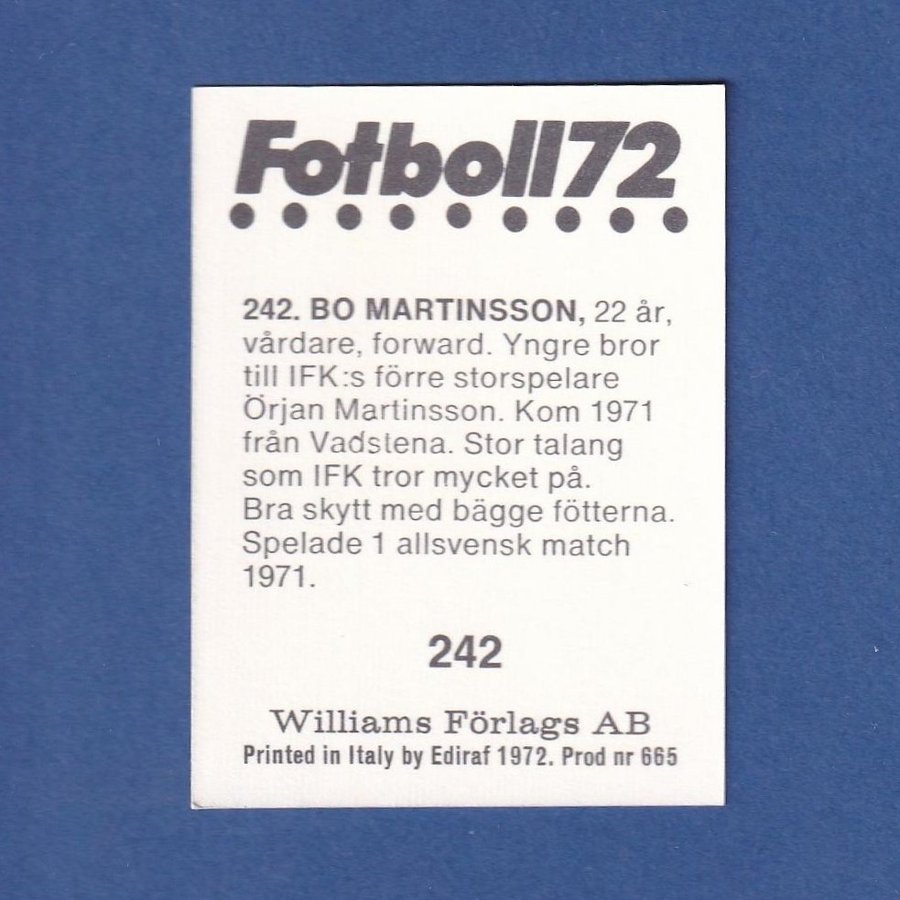 Fotboll72
242. BO MARTINSSON, 22 år,
vårdare, forward. Yngre bror
till IFK:s förre storspelare
Örjan Martinsson. Kom 1971
från Vadstena. Stor talang
som IFK tror mycket på.
Bra skytt med bägge fötterna.
Spelade 1 allsvensk match
1971.
242
Williams Förlags AB
Printed in Italy by Ediraf 1972. Prod nr 665